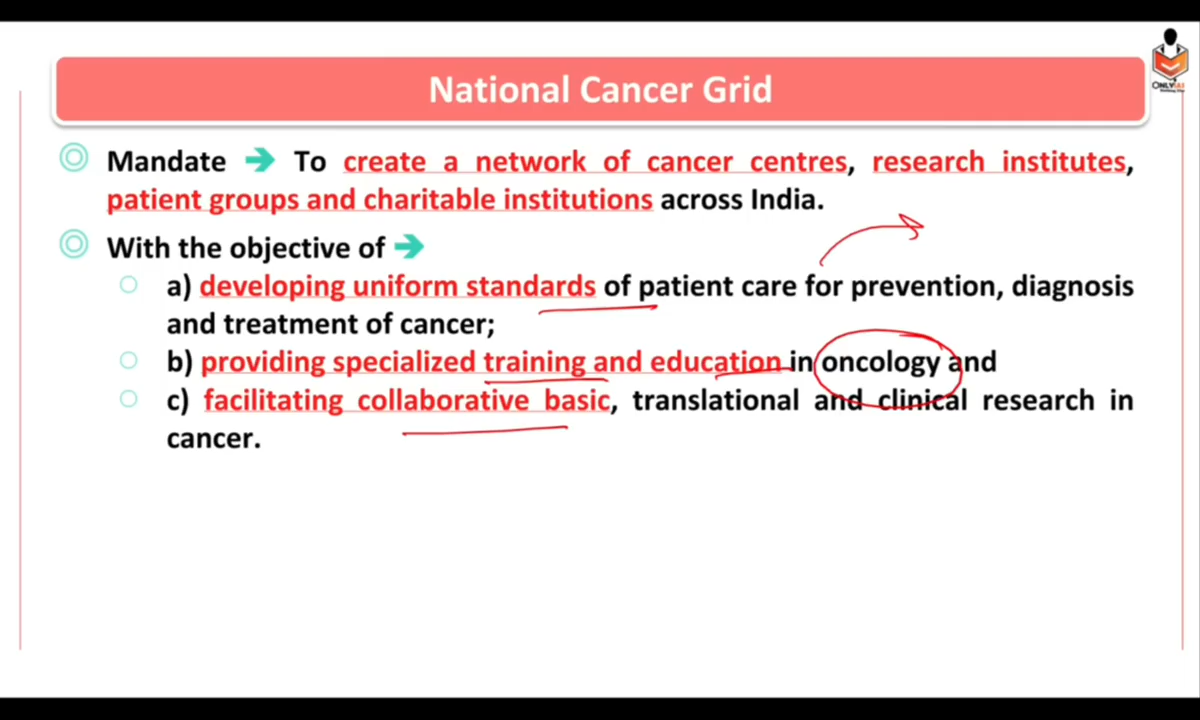 National Cancer Grid
ONLYIAS
Mandate → To create a network of cancer centres, research institutes,
patient groups and charitable institutions across India.
With the objective of →
a) developing uniform standards of patient care for prevention, diagnosis
and treatment of cancer;
b) providing specialized training and education in oncology and
c) facilitating collaborative basic, translational and clinical research in
cancer.